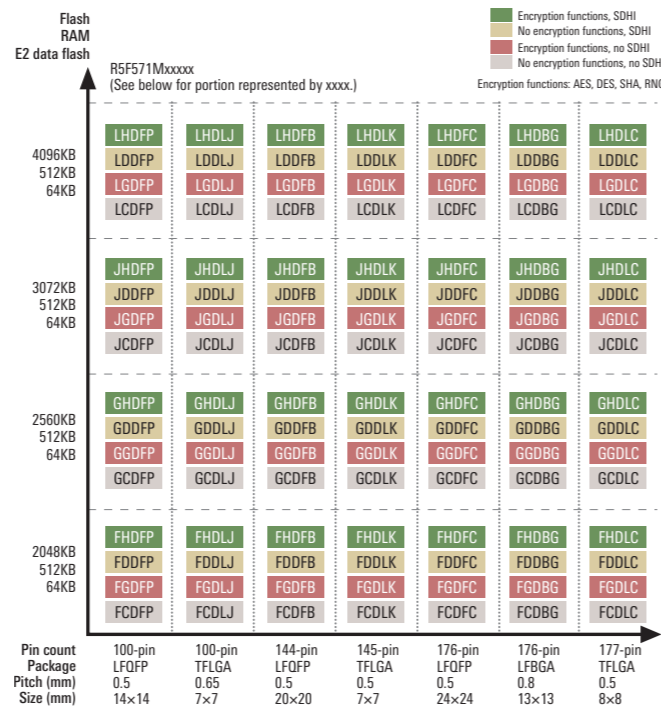 Flash
RAM
E2 data flash
Encryption functions, SDHI
No encryption functions, SDHI
Encryption functions, no SDHI
No encryption functions, no SDH
Encryption functions: AES, DES, SHA, RNG
R5F571Mxxxxx
(See below for portion represented by xxxx.)
4096KB
512KB
64KB
LHDFP LHDLJ LHDFB LHDLK LHDFC LHDBG LHDLC
LDDFP LDDLJ LDDFB LDDLK LDDFC LDDBG LDDLC
LGDFP LGDLJ LGDFB LGDLK LGDFC LGDBG LGDLC
LCDFP LCDLJ LCDFB LCDLK LCDFC LCDBG LCDLC
3072KB
512KB
64KB
JHDFP JHDLJ JHDFB JHDLK JHDFC JHDBG JHDLC
JDDFP JDDLJ JDDFB JDDLK JDDFC JDDBG JDDLC
JGDFP JGDLJ JGDFB JGDLK JGDFC JGDBG JGDLC
JCDFP JCDLJ JCDFB JCDLK JCDFC JCDBG JCDLC
2560KB
512KB
64KB
GHDFP GHDLJ GHDFB GHDLK GHDFC GHDBG GHDLC
GDDFP GDDLJ GDDFB GDDLK GDDFC GDDBG GDDLC
GGDFP GGDLJ GGDFB GGDLK GGDFC GGDBG GGDLC
GCDFP GCDLJ GCDFB GCDLK GCDFC GCDBG GCDLC
2048KB
512KB
64KB
FHDFP FHDLJ FHDFB FHDLK FHDFC FHDBG FHDLC
FDDFP FDDLJ FDDFB FDDLK FDDFC FDDBG FDDLC
FGDFP FGDLJ FGDFB FGDLK FGDFC FGDBG FGDLC
FCDFP FCDLJ FCDFB FCDLK FCDFC FCDBG FCDLC
Pin count 100-pin 100-pin 144-pin 145-pin 176-pin 176-pin 177-pin
Package LFQFP TFLGA LFQFP TFLGA LFQFP LFBGA TFLGA
Pitch (mm) 0.5 0.65 0.5 0.5 0.5 0.8 0.5
Size (mm) 14×14 7×7 20×20 7×7 24×24 13×13 8×8